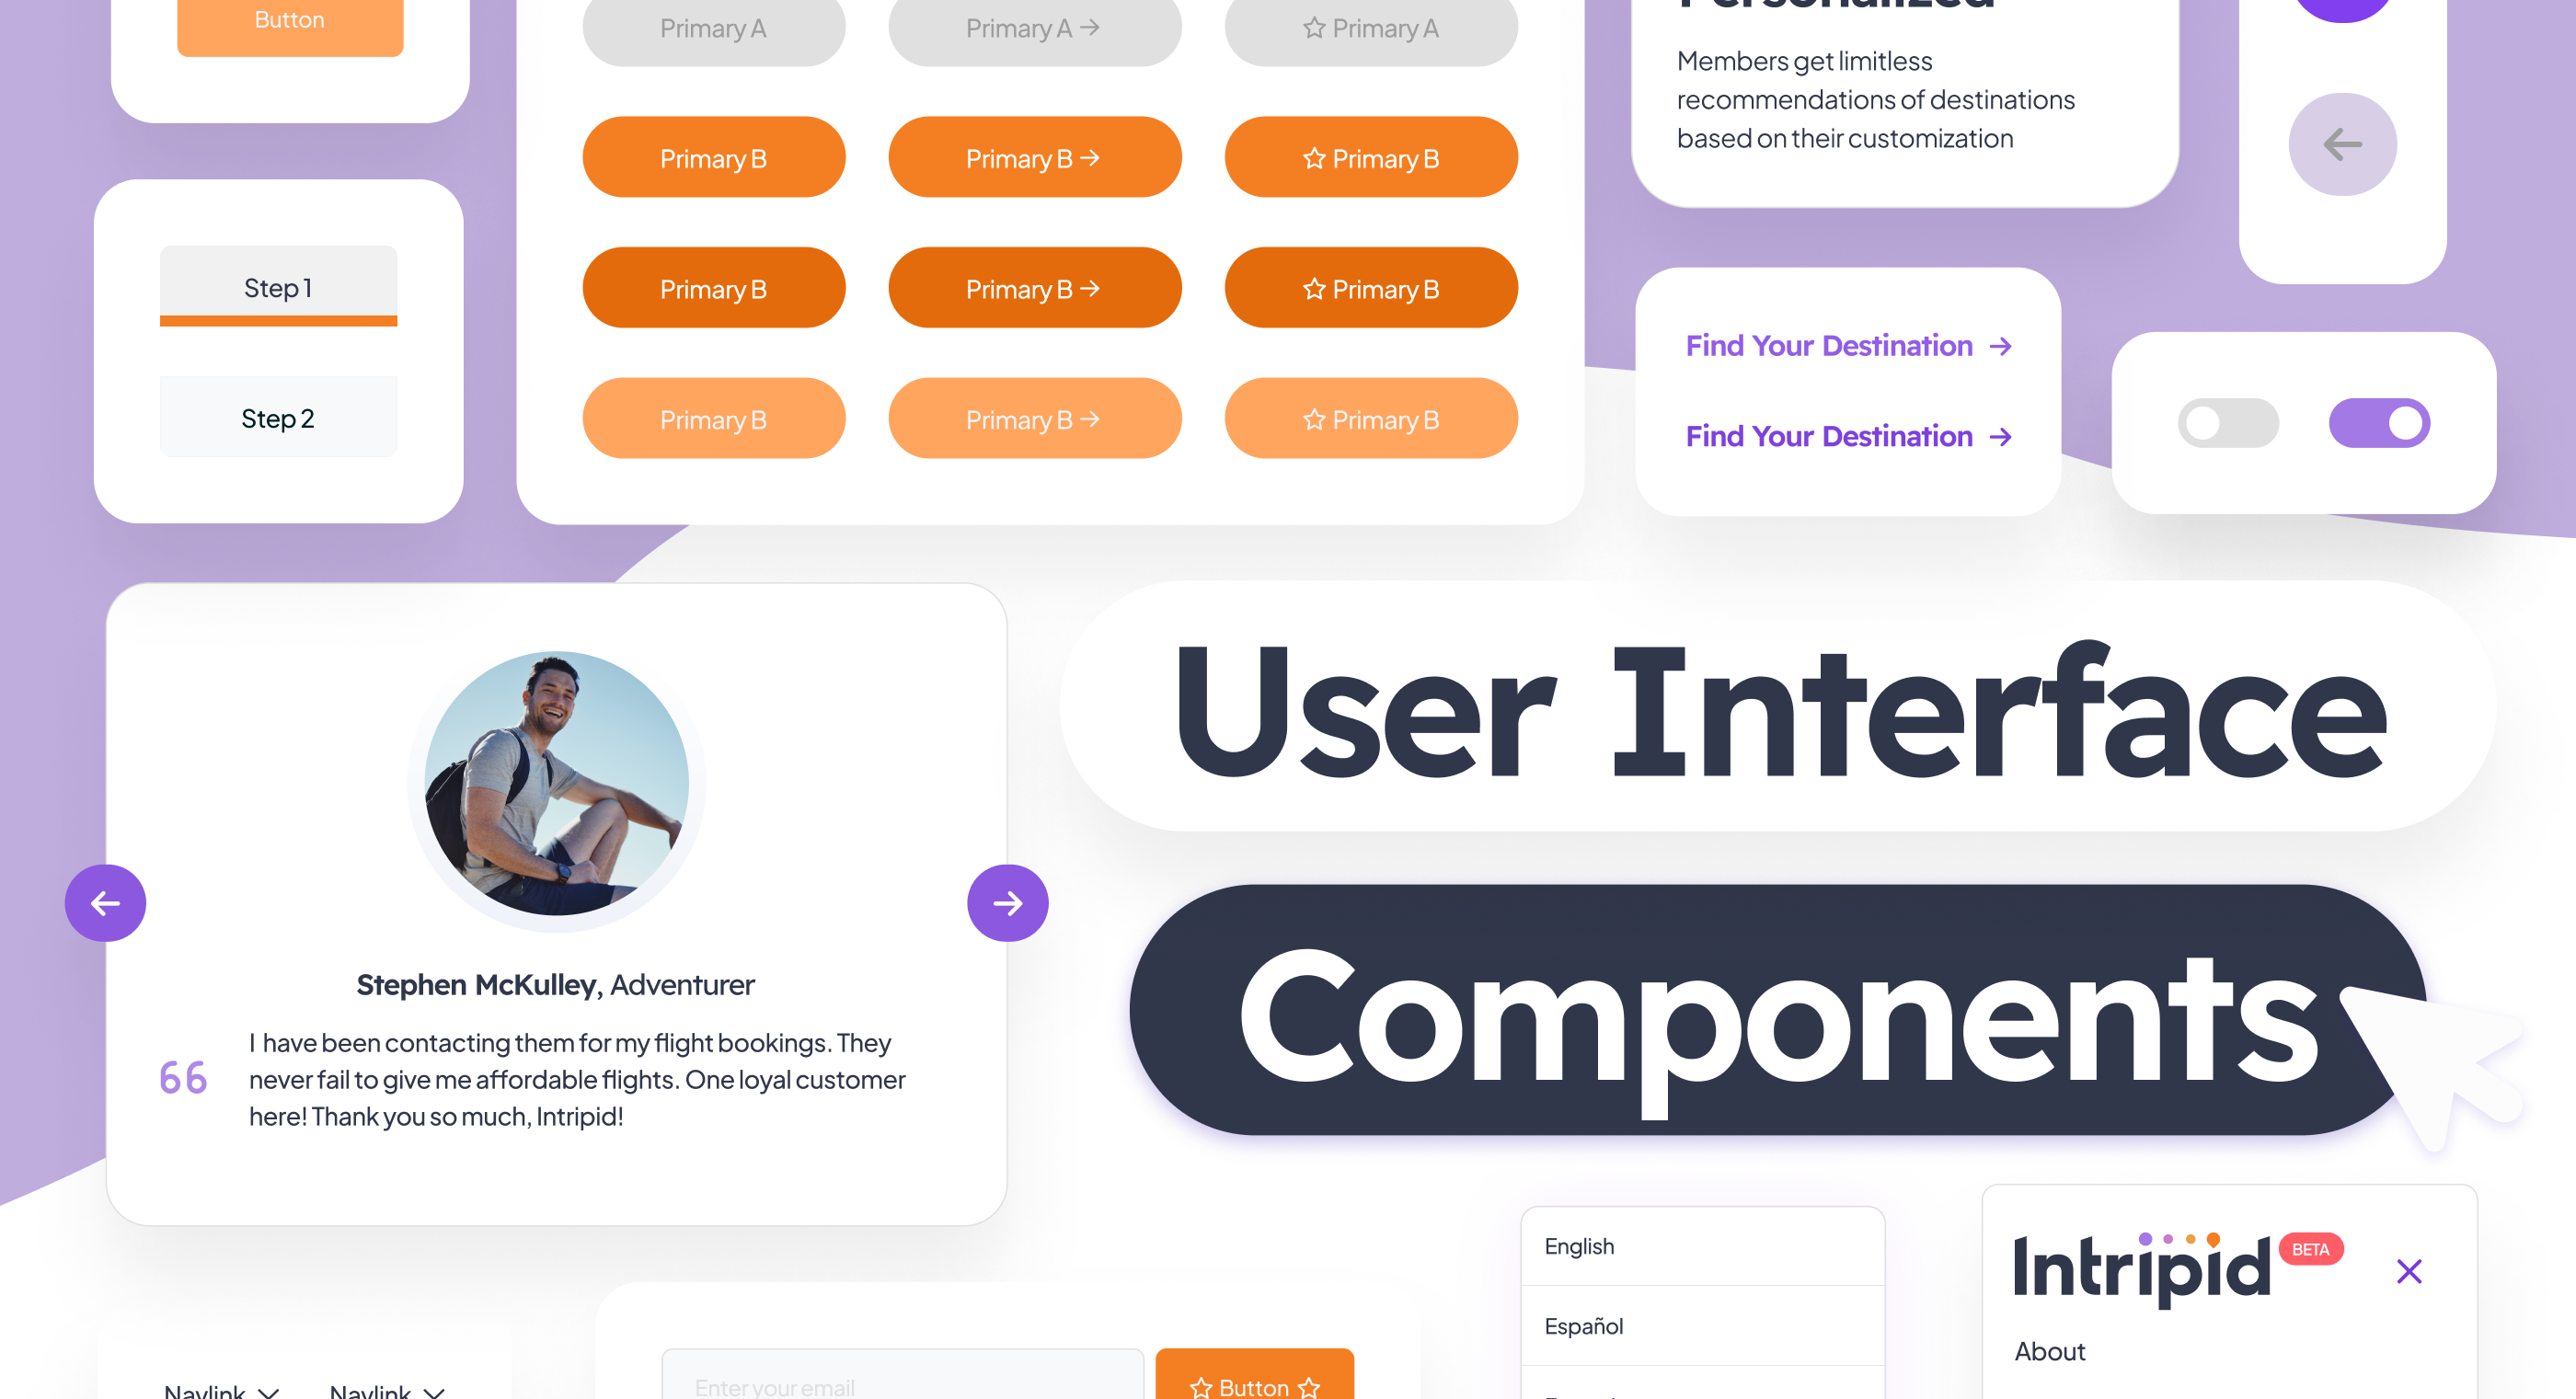 Button
Primary A
Primary A →
☆ Primary A
Personalized
Members get limitless
recommendations of destinations
based on their customization
Primary B
Primary B →
☆ Primary B
Step 1
Primary B
Primary B →
☆ Primary B
Find Your Destination →
Step 2
Primary B
Primary B →
☆ Primary B
Find Your Destination →
User Interface
Components
Stephen McKulley, Adventurer
66
I have been contacting them for my flight bookings. They
never fail to give me affordable flights. One loyal customer
here! Thank you so much, Intripid!
English
Español
Intripid
BETA
About
Navlink
Navlink
Enter your email
☆ Button ☆